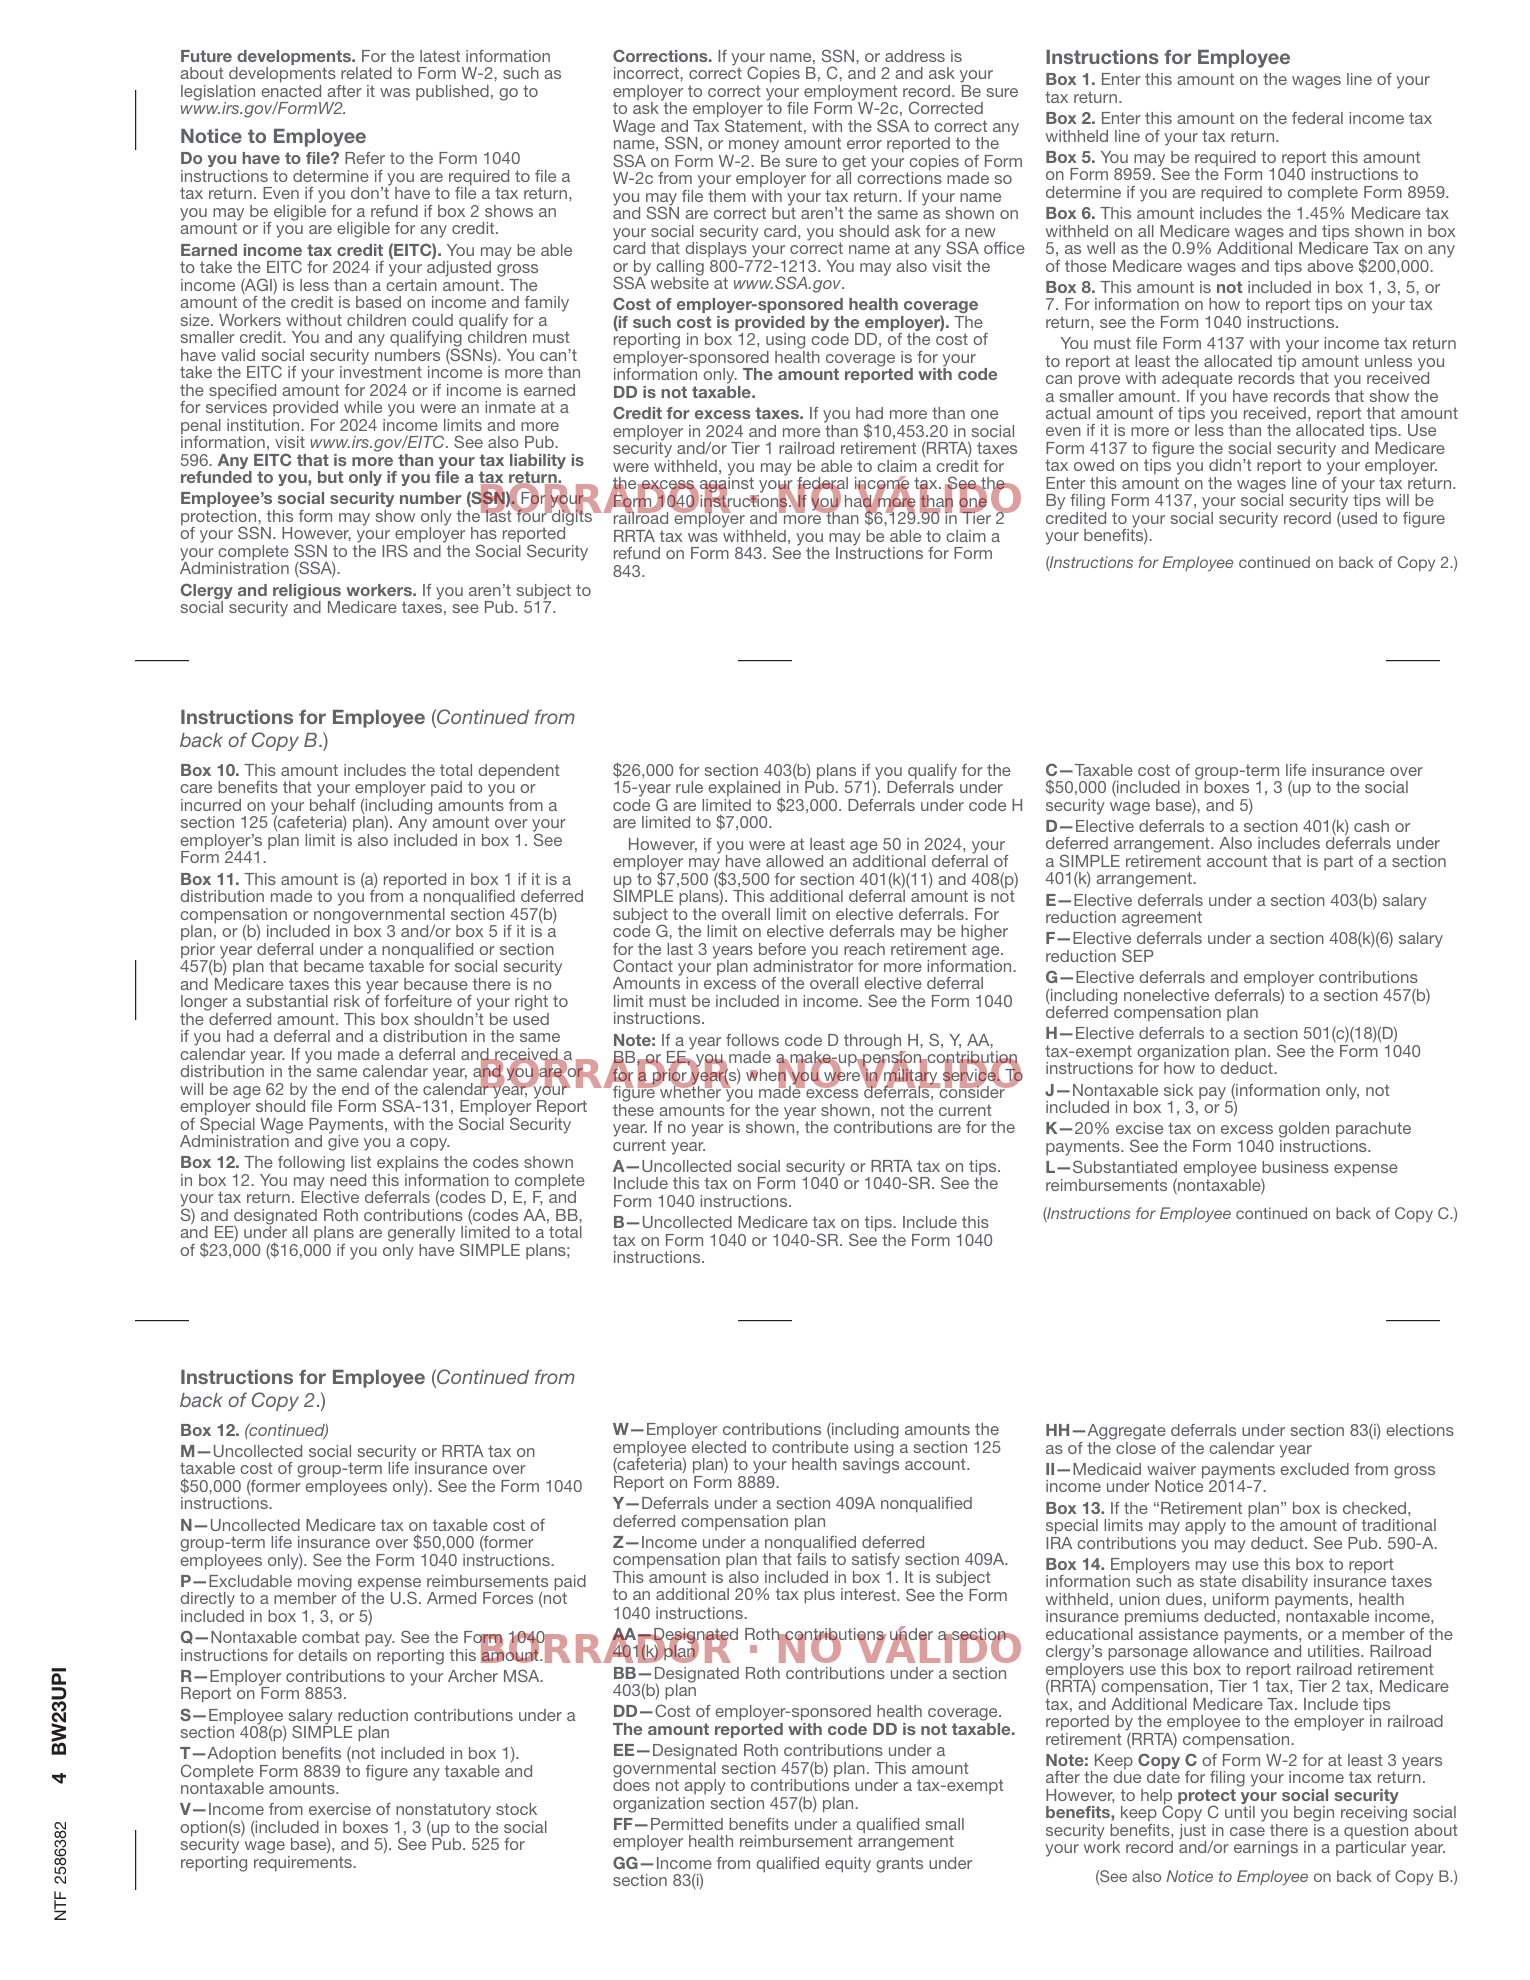 Future developments. For the latest information
about developments related to Form W-2, such as
legislation enacted after it was published, go to
www.irs.gov/FormW2.
Notice to Employee
Do you have to file? Refer to the Form 1040
instructions to determine if you are required to file a
tax return. Even if you don't have to file a tax return,
you may be eligible for a refund if box 2 shows an
amount or if you are eligible for any credit.
Earned income tax credit (EITC). You may be able
to take the EITC for 2024 if your adjusted gross
income (AGI) is less than a certain amount. The
amount of the credit is based on income and family
size. Workers without children could qualify for a
smaller credit. You and any qualifying children must
have valid social security numbers (SSNs). You can't
take the EITC if your investment income is more than
the specified amount for 2024 or if income is earned
for services provided while you were an inmate at a
penal institution. For 2024 income limits and more
information, visit www.irs.gov/EITC. See also Pub.
596. Any EITC that is more than your tax liability is
refunded to you, but only if you file a tax return.
Employee's social security number (SSN). For your
protection, this form may show only the last four digits
of your SSN. However, your employer has reported
your complete SSN to the IRS and the Social Security
Administration (SSA).
Clergy and religious workers. If you aren't subject to
social security and Medicare taxes, see Pub. 517.
Corrections. If your name, SSN, or address is
incorrect, correct Copies B, C, and 2 and ask your
employer to correct your employment record. Be sure
to ask the employer to file Form W-2c, Corrected
Wage and Tax Statement, with the SSA to correct any
name, SSN, or money amount error reported to the
SSA on Form W-2. Be sure to get your copies of Form
W-2c from your employer for all corrections made so
you may file them with your tax return. If your name
and SSN are correct but aren't the same as shown on
your social security card, you should ask for a new
card that displays your correct name at any SSA office
or by calling 800-772-1213. You may also visit the
SSA website at www.SSA.gov.
Cost of employer-sponsored health coverage
(if such cost is provided by the employer). The
reporting in box 12, using code DD, of the cost of
employer-sponsored health coverage is for your
information only. The amount reported with code
DD is not taxable.
Credit for excess taxes. If you had more than one
employer in 2024 and more than $10,453.20 in social
security and/or Tier 1 railroad retirement (RRTA) taxes
were withheld, you may be able to claim a credit for
the excess against your federal income tax. See the
Form 1040 instructions. If you had more than one
railroad employer and more than $6,129.90 in Tier 2
RRTA tax was withheld, you may be able to claim a
refund on Form 843. See the Instructions for Form
843.
BORRADOR · NO VÁLIDO
Instructions for Employee
Box 1. Enter this amount on the wages line of your
tax return.
Box 2. Enter this amount on the federal income tax
withheld line of your tax return.
Box 5. You may be required to report this amount
on Form 8959. See the Form 1040 instructions to
determine if you are required to complete Form 8959.
Box 6. This amount includes the 1.45% Medicare tax
withheld on all Medicare wages and tips shown in box
5, as well as the 0.9% Additional Medicare Tax on any
of those Medicare wages and tips above $200,000.
Box 8. This amount is not included in box 1, 3, 5, or
7. For information on how to report tips on your tax
return, see the Form 1040 instructions.
You must file Form 4137 with your income tax return
to report at least the allocated tip amount unless you
can prove with adequate records that you received
a smaller amount. If you have records that show the
actual amount of tips you received, report that amount
even if it is more or less than the allocated tips. Use
Form 4137 to figure the social security and Medicare
tax owed on tips you didn't report to your employer.
Enter this amount on the wages line of your tax return.
By filing Form 4137, your social security tips will be
credited to your social security record (used to figure
your benefits).
(Instructions for Employee continued on back of Copy 2.)
Instructions for Employee (Continued from
back of Copy B.)
Box 10. This amount includes the total dependent
care benefits that your employer paid to you or
incurred on your behalf (including amounts from a
section 125 (cafeteria) plan). Any amount over your
employer's plan limit is also included in box 1. See
Form 2441.
Box 11. This amount is (a) reported in box 1 if it is a
distribution made to you from a nonqualified deferred
compensation or nongovernmental section 457(b)
plan, or (b) included in box 3 and/or box 5 if it is a
prior year deferral under a nonqualified or section
457(b) plan that became taxable for social security
and Medicare taxes this year because there is no
longer a substantial risk of forfeiture of your right to
the deferred amount. This box shouldn't be used
if you had a deferral and a distribution in the same
calendar year. If you made a deferral and received a
distribution in the same calendar year, and you are or
will be age 62 by the end of the calendar year, your
employer should file Form SSA-131, Employer Report
of Special Wage Payments, with the Social Security
Administration and give you a copy.
Box 12. The following list explains the codes shown
in box 12. You may need this information to complete
your tax return. Elective deferrals (codes D, E, F, and
S) and designated Roth contributions (codes AA, BB,
and EE) under all plans are generally limited to a total
of $23,000 ($16,000 if you only have SIMPLE plans;
$26,000 for section 403(b) plans if you qualify for the
15-year rule explained in Pub. 571). Deferrals under
code G are limited to $23,000. Deferrals under code H
are limited to $7,000.
However, if you were at least age 50 in 2024, your
employer may have allowed an additional deferral of
up to $7,500 ($3,500 for section 401(k)(11) and 408(p)
SIMPLE plans). This additional deferral amount is not
subject to the overall limit on elective deferrals. For
code G, the limit on elective deferrals may be higher
for the last 3 years before you reach retirement age.
Contact your plan administrator for more information.
Amounts in excess of the overall elective deferral
limit must be included in income. See the Form 1040
instructions.
Note: If a year follows code D through H, S, Y, AA,
BB, or EE, you made a make-up pension contribution
for a prior year(s) when you were in military service. To
figure whether you made excess deferrals, consider
these amounts for the year shown, not the current
year. If no year is shown, the contributions are for the
current year.
A—Uncollected social security or RRTA tax on tips.
Include this tax on Form 1040 or 1040-SR. See the
Form 1040 instructions.
B—Uncollected Medicare tax on tips. Include this
tax on Form 1040 or 1040-SR. See the Form 1040
instructions.
BORRADOR · NO VÁLIDO
C—Taxable cost of group-term life insurance over
$50,000 (included in boxes 1, 3 (up to the social
security wage base), and 5)
D—Elective deferrals to a section 401(k) cash or
deferred arrangement. Also includes deferrals under
a SIMPLE retirement account that is part of a section
401(k) arrangement.
E—Elective deferrals under a section 403(b) salary
reduction agreement
F—Elective deferrals under a section 408(k)(6) salary
reduction SEP
G—Elective deferrals and employer contributions
(including nonelective deferrals) to a section 457(b)
deferred compensation plan
H—Elective deferrals to a section 501(c)(18)(D)
tax-exempt organization plan. See the Form 1040
instructions for how to deduct.
J—Nontaxable sick pay (information only, not
included in box 1, 3, or 5)
K—20% excise tax on excess golden parachute
payments. See the Form 1040 instructions.
L—Substantiated employee business expense
reimbursements (nontaxable)
(Instructions for Employee continued on back of Copy C.)
Instructions for Employee (Continued from
back of Copy 2.)
Box 12. (continued)
M—Uncollected social security or RRTA tax on
taxable cost of group-term life insurance over
$50,000 (former employees only). See the Form 1040
instructions.
N—Uncollected Medicare tax on taxable cost of
group-term life insurance over $50,000 (former
employees only). See the Form 1040 instructions.
P—Excludable moving expense reimbursements paid
directly to a member of the U.S. Armed Forces (not
included in box 1, 3, or 5)
Q—Nontaxable combat pay. See the Form 1040
instructions for details on reporting this amount.
R—Employer contributions to your Archer MSA.
Report on Form 8853.
S—Employee salary reduction contributions under a
section 408(p) SIMPLE plan
T—Adoption benefits (not included in box 1).
Complete Form 8839 to figure any taxable and
nontaxable amounts.
V—Income from exercise of nonstatutory stock
option(s) (included in boxes 1, 3 (up to the social
security wage base), and 5). See Pub. 525 for
reporting requirements.
W—Employer contributions (including amounts the
employee elected to contribute using a section 125
(cafeteria) plan) to your health savings account.
Report on Form 8889.
Y—Deferrals under a section 409A nonqualified
deferred compensation plan
Z—Income under a nonqualified deferred
compensation plan that fails to satisfy section 409A.
This amount is also included in box 1. It is subject
to an additional 20% tax plus interest. See the Form
1040 instructions.
AA—Designated Roth contributions under a section
401(k) plan
BB—Designated Roth contributions under a section
403(b) plan
DD—Cost of employer-sponsored health coverage.
The amount reported with code DD is not taxable.
EE—Designated Roth contributions under a
governmental section 457(b) plan. This amount
does not apply to contributions under a tax-exempt
organization section 457(b) plan.
FF—Permitted benefits under a qualified small
employer health reimbursement arrangement
GG—Income from qualified equity grants under
section 83(i)
BORRADOR · NO VÁLIDO
HH—Aggregate deferrals under section 83(i) elections
as of the close of the calendar year
II—Medicaid waiver payments excluded from gross
income under Notice 2014-7.
Box 13. If the “Retirement plan” box is checked,
special limits may apply to the amount of traditional
IRA contributions you may deduct. See Pub. 590-A.
Box 14. Employers may use this box to report
information such as state disability insurance taxes
withheld, union dues, uniform payments, health
insurance premiums deducted, nontaxable income,
educational assistance payments, or a member of the
clergy's parsonage allowance and utilities. Railroad
employers use this box to report railroad retirement
(RRTA) compensation, Tier 1 tax, Tier 2 tax, Medicare
tax, and Additional Medicare Tax. Include tips
reported by the employee to the employer in railroad
retirement (RRTA) compensation.
Note: Keep Copy C of Form W-2 for at least 3 years
after the due date for filing your income tax return.
However, to help protect your social security
benefits, keep Copy C until you begin receiving social
security benefits, just in case there is a question about
your work record and/or earnings in a particular year.
(See also Notice to Employee on back of Copy B.)
NTF 2586382 4 BW23UPI